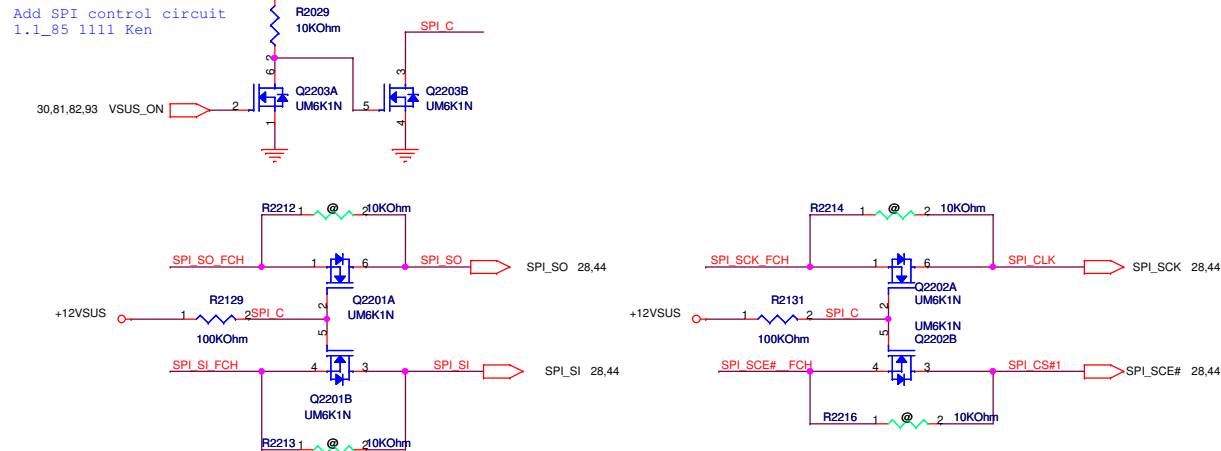 Add SPI control circuit
1.1_85 1111 Ken
R2029
10KOhm
SPI_C
2
6
3
Q2203A
UM6K1N
Q2203B
UM6K1N
30,81,82,93 VSUS_ON
2
5
1
4
R2212 1 @ 2 10KOhm
R2214 1 @ 2 10KOhm
SPI_SO_FCH 1 6 SPI_SO SPI_SO 28,44
SPI_SCK_FCH 1 6 SPI_CLK SPI_SCK 28,44
Q2201A
UM6K1N
Q2202A
UM6K1N
2
2
+12VSUS 1 R2129 2 SPI_C
100KOhm
+12VSUS 1 R2131 2 SPI_C
100KOhm
5
5
UM6K1N
Q2202B
SPI_SI_FCH 4 3 SPI_SI SPI_SI 28,44
SPI_SCE#__FCH 4 3 SPI_CS#1 SPI_SCE# 28,44
Q2201B
UM6K1N
R2213 1 @ 2 10KOhm
R2216 1 @ 2 10KOhm